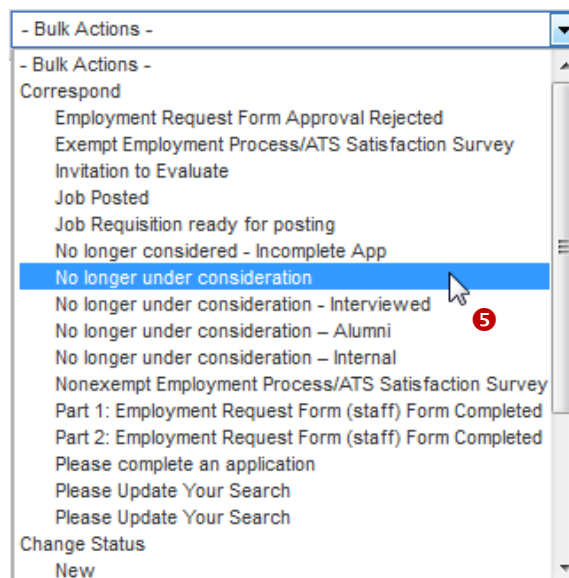 - Bulk Actions -
- Bulk Actions -
Correspond
Employment Request Form Approval Rejected
Exempt Employment Process/ATS Satisfaction Survey
Invitation to Evaluate
Job Posted
Job Requisition ready for posting
No longer considered - Incomplete App
No longer under consideration
No longer under consideration - Interviewed
5
No longer under consideration – Alumni
No longer under consideration – Internal
Nonexempt Employment Process/ATS Satisfaction Survey
Part 1: Employment Request Form (staff) Form Completed
Part 2: Employment Request Form (staff) Form Completed
Please complete an application
Please Update Your Search
Please Update Your Search
Change Status
New